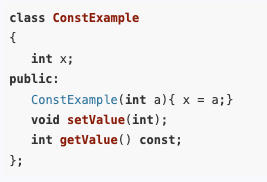 class ConstExample
{
   int x;
public:
   ConstExample(int a){ x = a;}
   void setValue(int);
   int getValue() const;
};